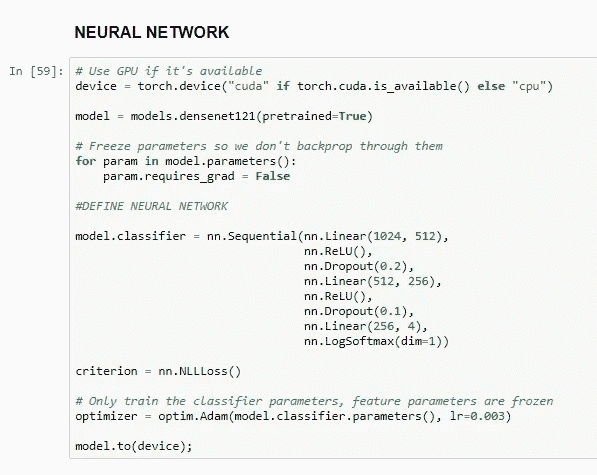 NEURAL NETWORK
In [59]: # Use GPU if it's available
device = torch.device("cuda" if torch.cuda.is_available() else "cpu")
model = models.densenet121(pretrained=True)
# Freeze parameters so we don't backprop through them
for param in model.parameters():
    param.requires_grad = False
#DEFINE NEURAL NETWORK
model.classifier = nn.Sequential(nn.Linear(1024, 512),
                                 nn.ReLU(),
                                 nn.Dropout(0.2),
                                 nn.Linear(512, 256),
                                 nn.ReLU(),
                                 nn.Dropout(0.1),
                                 nn.Linear(256, 4),
                                 nn.LogSoftmax(dim=1))
criterion = nn.NLLLoss()
# Only train the classifier parameters, feature parameters are frozen
optimizer = optim.Adam(model.classifier.parameters(), lr=0.003)
model.to(device);